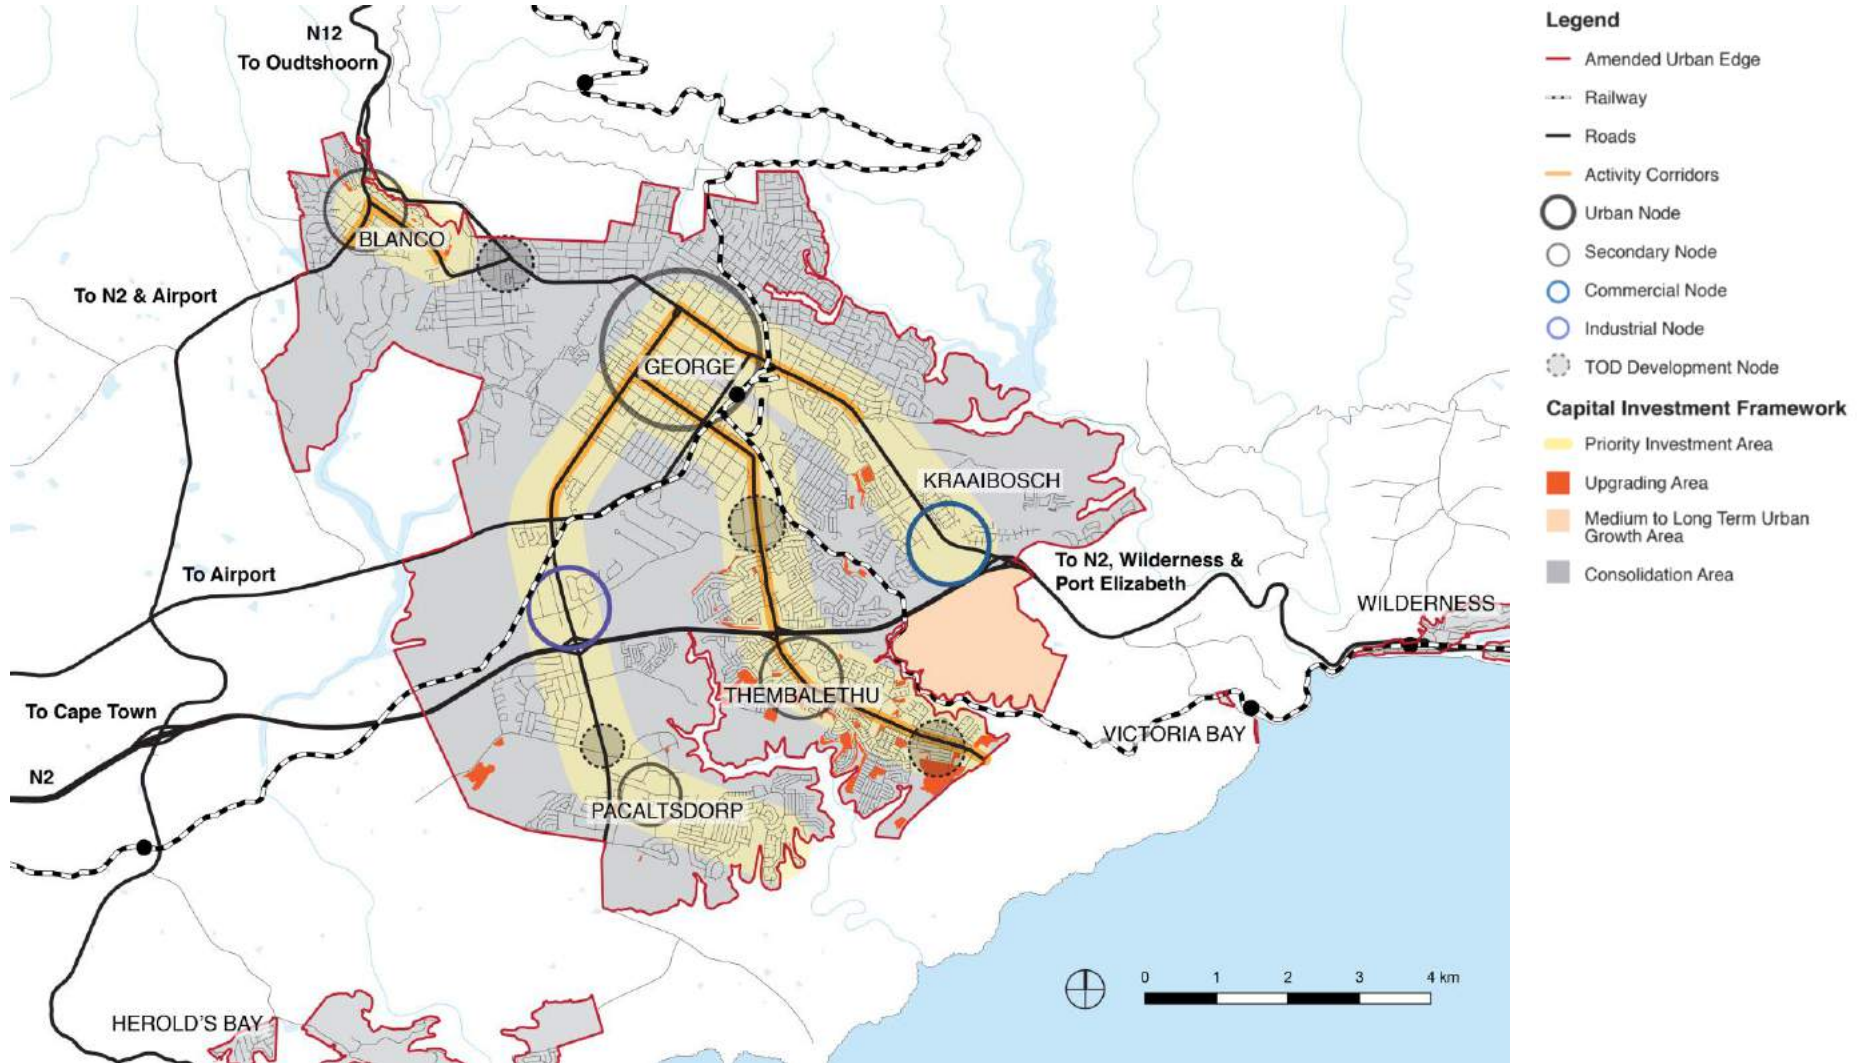 N12
To Oudtshoorn
BLANCO
To N2 & Airport
GEORGE
KRAAIBOSCH
To N2, Wilderness &
Port Elizabeth
To Airport
WILDERNESS
THEMBALETHU
To Cape Town
VICTORIA BAY
N2
PACALTSDORP
HEROLD'S BAY
0 1 2 3 4 km
Legend
Amended Urban Edge
Railway
Roads
Activity Corridors
Urban Node
Secondary Node
Commercial Node
Industrial Node
TOD Development Node
Capital Investment Framework
Priority Investment Area
Upgrading Area
Medium to Long Term Urban
Growth Area
Consolidation Area